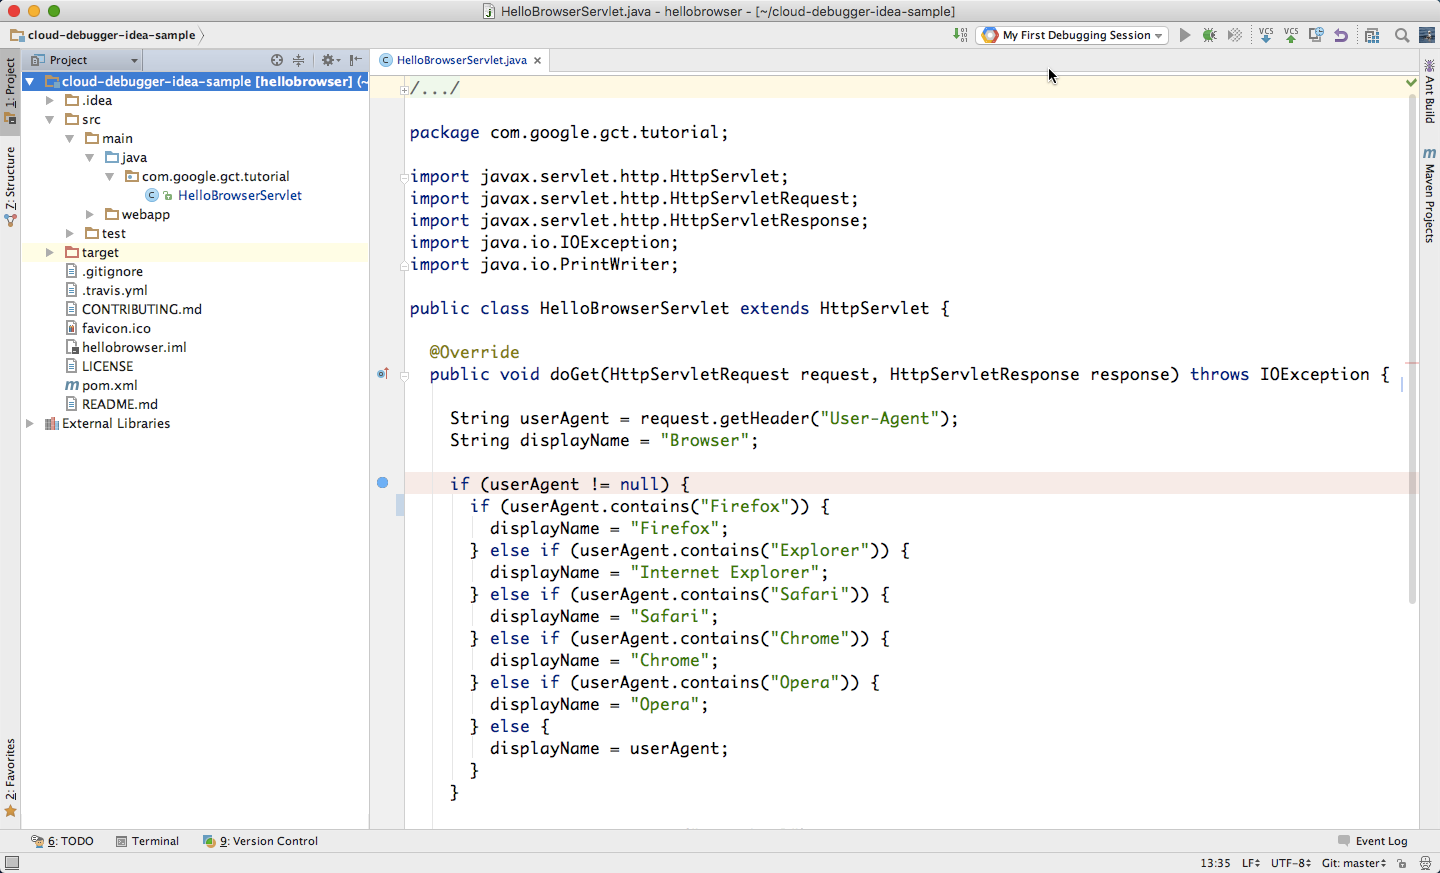 HelloBrowserServlet.java - hellobrowser - [~/cloud-debugger-idea-sample]
cloud-debugger-idea-sample
My First Debugging Session
VCS
VCS
Project
HelloBrowserServlet.java
1: Project
Z: Structure
2: Favorites
cloud-debugger-idea-sample [hellobrowser] (~
.idea
src
main
java
com.google.gct.tutorial
HelloBrowserServlet
webapp
test
target
.gitignore
.travis.yml
CONTRIBUTING.md
favicon.ico
hellobrowser.iml
LICENSE
pom.xml
README.md
External Libraries
/.../
package com.google.gct.tutorial;
import javax.servlet.http.HttpServlet;
import javax.servlet.http.HttpServletRequest;
import javax.servlet.http.HttpServletResponse;
import java.io.IOException;
import java.io.PrintWriter;
public class HelloBrowserServlet extends HttpServlet {
@Override
public void doGet(HttpServletRequest request, HttpServletResponse response) throws IOException {
String userAgent = request.getHeader("User-Agent");
String displayName = "Browser";
if (userAgent != null) {
if (userAgent.contains("Firefox")) {
displayName = "Firefox";
} else if (userAgent.contains("Explorer")) {
displayName = "Internet Explorer";
} else if (userAgent.contains("Safari")) {
displayName = "Safari";
} else if (userAgent.contains("Chrome")) {
displayName = "Chrome";
} else if (userAgent.contains("Opera")) {
displayName = "Opera";
} else {
displayName = userAgent;
}
}
Ant Build
Maven Projects
6: TODO
Terminal
9: Version Control
Event Log
13:35
LF
UTF-8
Git: master